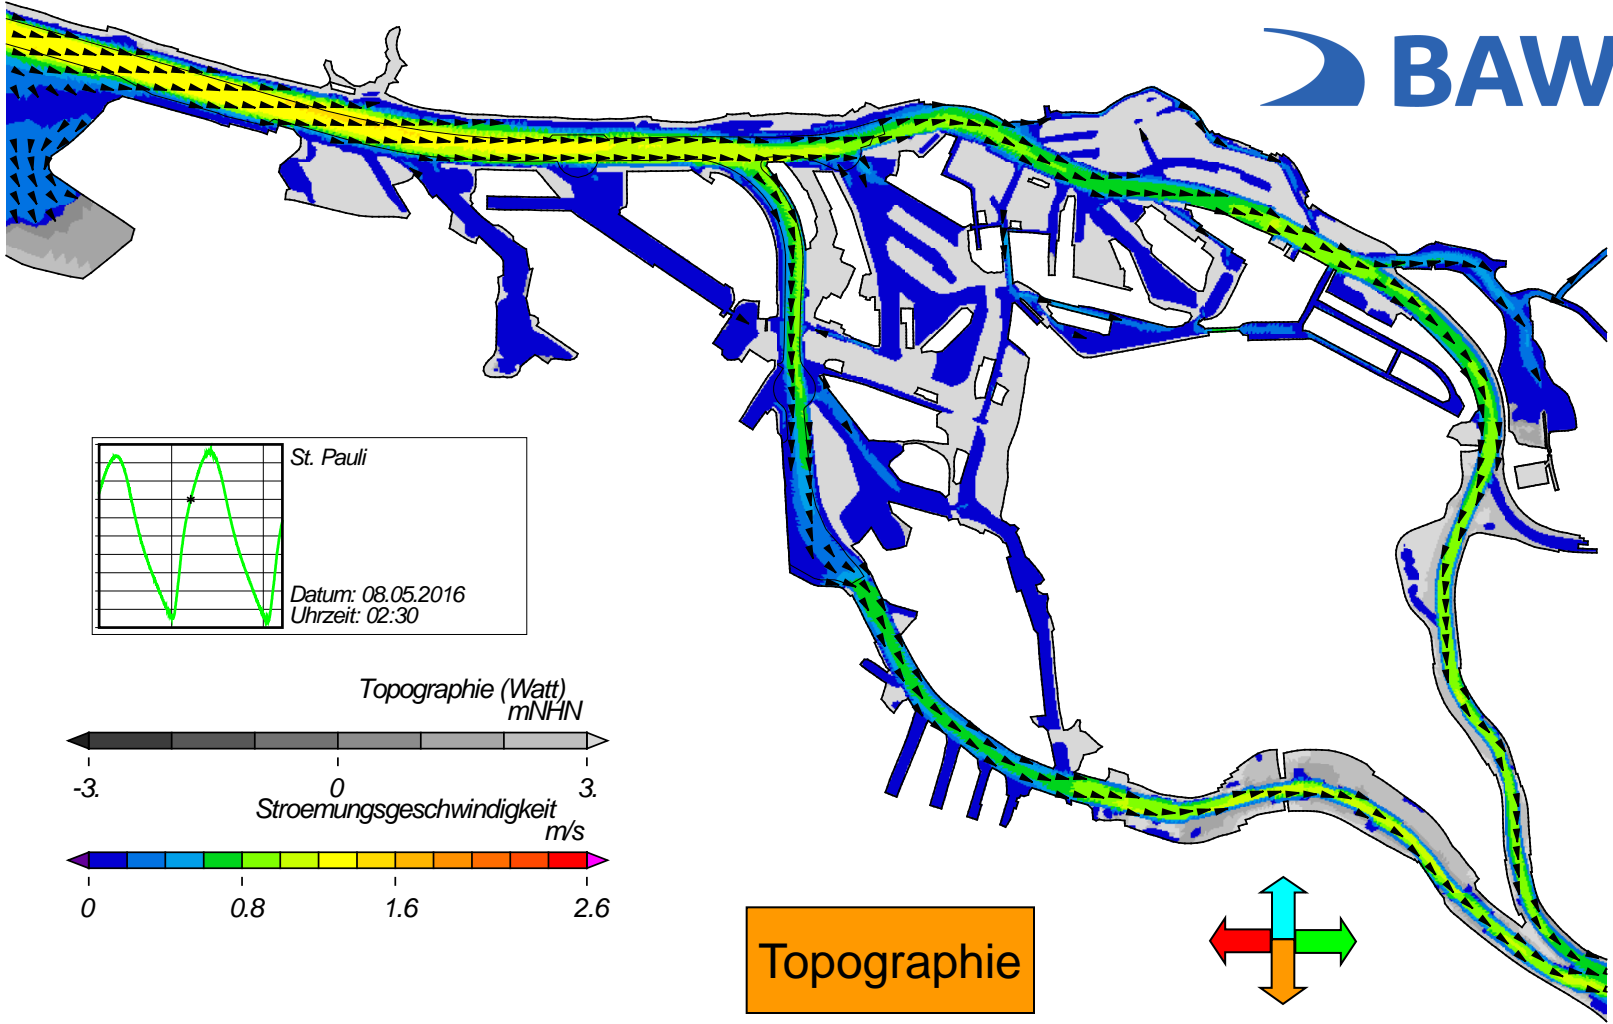 BAW
St. Pauli
Datum: 08.05.2016
Uhrzeit: 02:30
Topographie (Watt)
mNHN
-3. 0 3.
Stroemungsgeschwindigkeit
m/s
0 0.8 1.6 2.6
Topographie